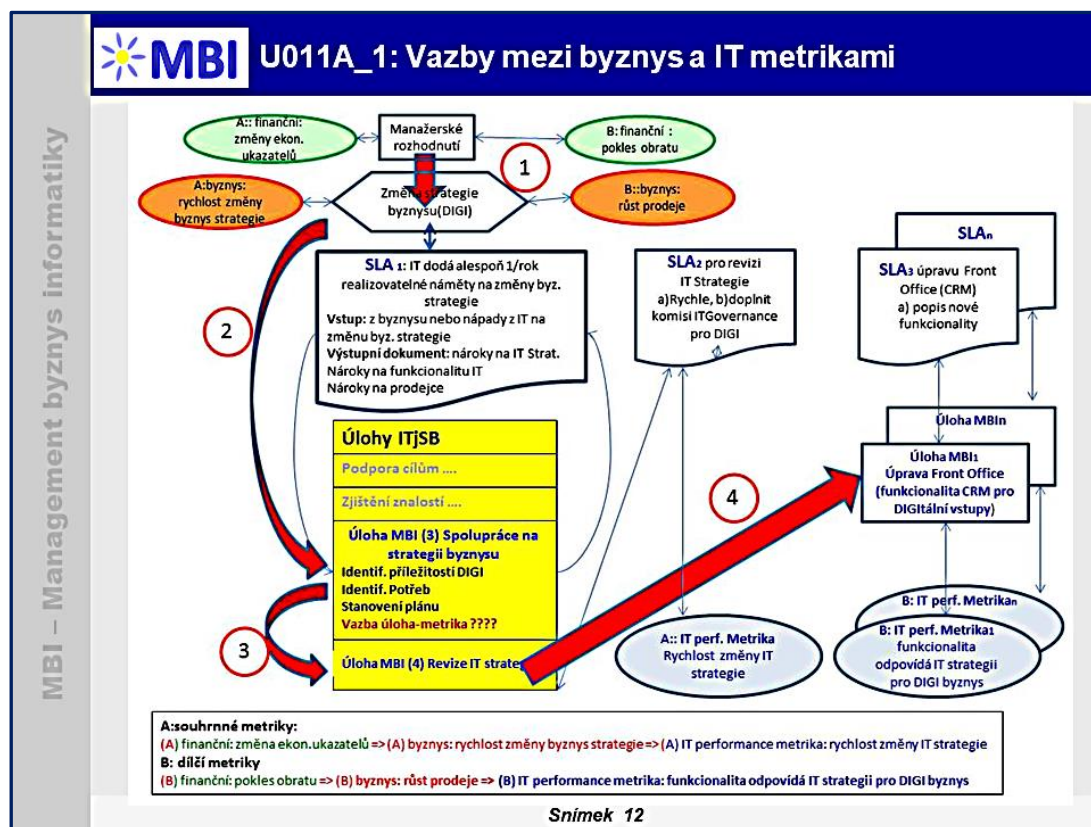 MBI
U011A_1: Vazby mezi byznys a IT metrikami
MBI – Management byznys informatiky
A:: finanční:
změny ekon.
ukazatelů
Manažerské
rozhodnutí
B: finanční :
pokles obratu
1
A:byznys:
rychlost změny
byznys strategie
Změna strategie
byznysu(DIGI)
B::byznys:
růst prodeje
SLA 1: IT dodá alespoň 1/rok
realizovatelné náměty na změny byz.
strategie
Vstup: z byznysu nebo nápady z IT na
změnu byz. strategie
Výstupní dokument: nároky na IT Strat.
Nároky na funkcionalitu IT
Nároky na prodejce
SLA2 pro revizi
IT Strategie
a)Rychle, b)doplnit
komisi ITGovernance
pro DIGI
SLAn
SLA3 úpravu Front
Office (CRM)
a) popis nové
funkcionality
2
Úlohy ITjSB
Podpora cílům ....
Zjištění znalostí ....
Úloha MBI (3) Spolupráce na
strategii byznysu
Identif. příležitostí DIGI
Identif. Potřeb
Stanovení plánu
Vazba úloha-metrika ????
Úloha MBI (4) Revize IT strateg
3
4
Úloha MBIn
Úloha MBI1
Úprava Front Office
(funkcionalita CRM pro
DIGItální vstupy)
A:: IT perf. Metrika
Rychlost změny IT
strategie
B: IT perf. Metrikan
B: IT perf. Metrika1
funkcionalita
odpovídá IT strategii
pro DIGI byznys
A:souhrnné metriky:
(A) finanční: změna ekon.ukazatelů =>(A) byznys: rychlost změny byznys strategie=>(A) IT performance metrika: rychlost změny IT strategie
B: dílčí metriky
(B) finanční: pokles obratu => (B) byznys: růst prodeje => (B) IT performance metrika: funkcionalita odpovídá IT strategii pro DIGI byznys
Snímek 12